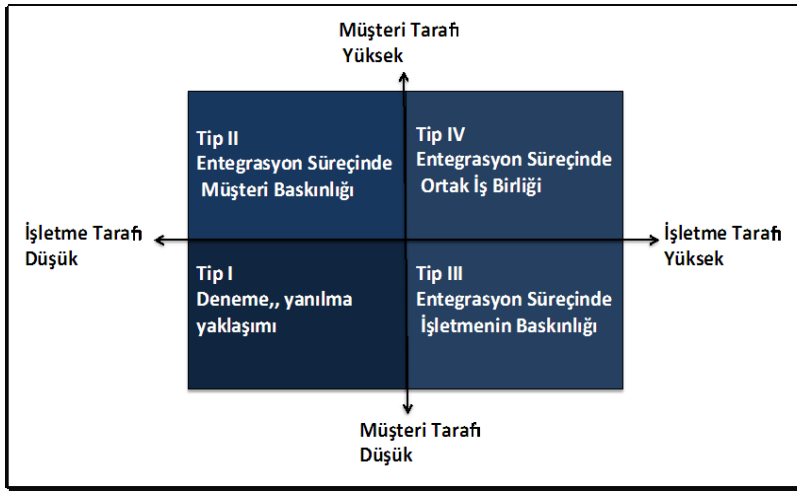 Müşteri Tarafı
Yüksek
Tip II
Entegrasyon Süreçinde
Müşteri Baskınlığı
Tip IV
Entegrasyon Süreçinde
Ortak İş Birliği
İşletme Tarafı
Düşük
İşletme Tarafı
Yüksek
Tip I
Deneme,, yanılma
yaklaşımı
Tip III
Entegrasyon Süreçinde
İşletmenin Baskınlığı
Müşteri Tarafı
Düşük